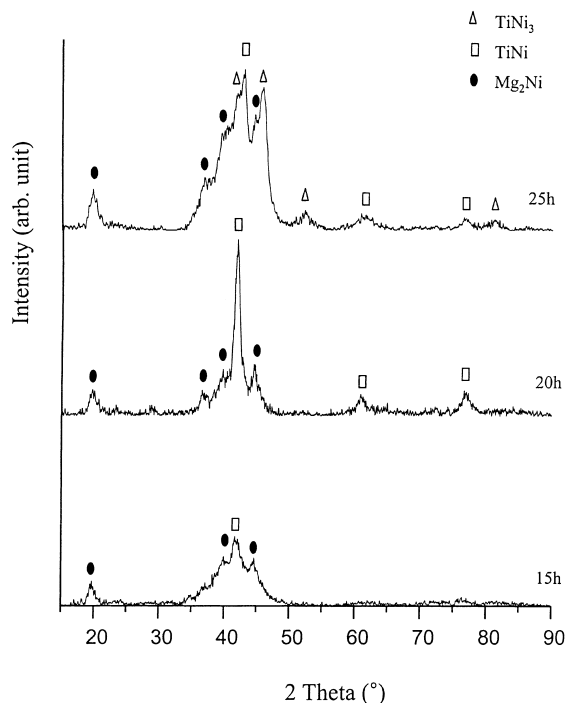 TiNi₃
TiNi
Mg₂Ni
Intensity (arb. unit)
25h
20h
15h
20 30 40 50 60 70 80 90
2 Theta (°)